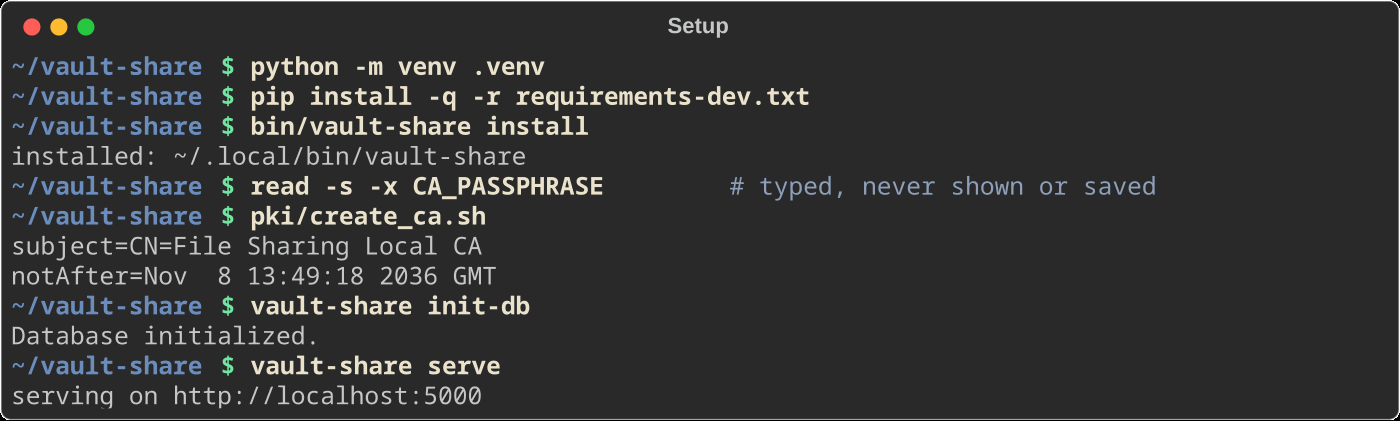 Setup
~/vault-share $ python -m venv .venv
~/vault-share $ pip install -q -r requirements-dev.txt
~/vault-share $ bin/vault-share install
installed: ~/.local/bin/vault-share
~/vault-share $ read -s -x CA_PASSPHRASE # typed, never shown or saved
~/vault-share $ pki/create_ca.sh
subject=CN=File Sharing Local CA
notAfter=Nov  8 13:49:18 2036 GMT
~/vault-share $ vault-share init-db
Database initialized.
~/vault-share $ vault-share serve
serving on http://localhost:5000